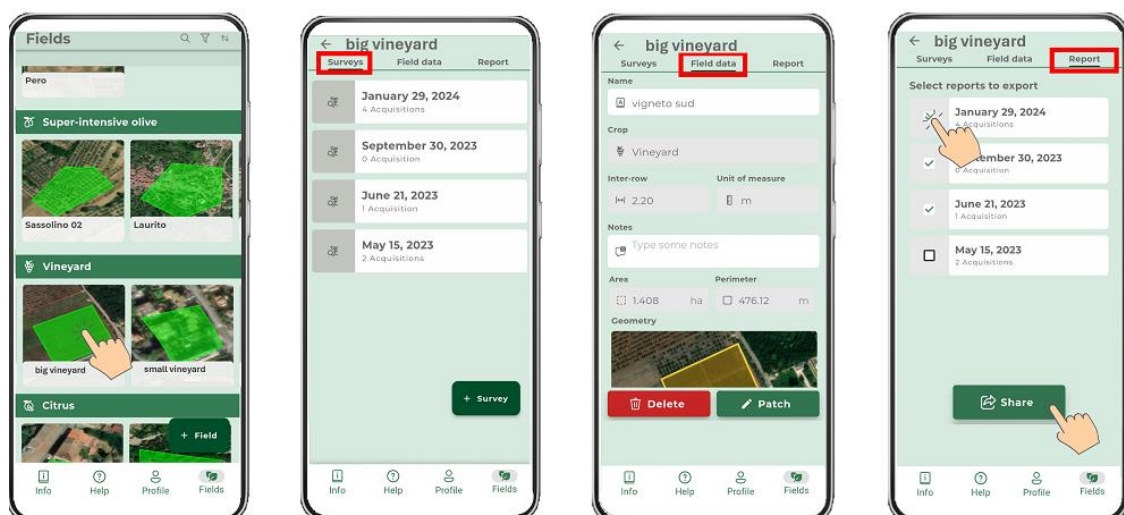 Fields
Pero
Super-intensive olive
Sassolino 02
Laurito
Vineyard
big vineyard
small vineyard
Citrus
+ Field
Info
Help
Profile
Fields
big vineyard
Surveys
Field data
Report
January 29, 2024
4 Acquisitions
September 30, 2023
0 Acquisition
June 21, 2023
1 Acquisition
May 15, 2023
2 Acquisitions
+ Survey
Info
Help
Profile
Fields
big vineyard
Surveys
Field data
Report
Name
vigneto sud
Crop
Vineyard
Inter-row
Unit of measure
2.20
m
Notes
Type some notes
Area
Perimeter
1.408
ha
476.12
m
Geometry
Delete
Patch
Info
Help
Profile
Fields
big vineyard
Surveys
Field data
Report
Select reports to export
January 29, 2024
4 Acquisitions
tember 30, 2023
0 Acquisition
June 21, 2023
1 Acquisition
May 15, 2023
2 Acquisitions
Share
Info
Help
Profile
Fields